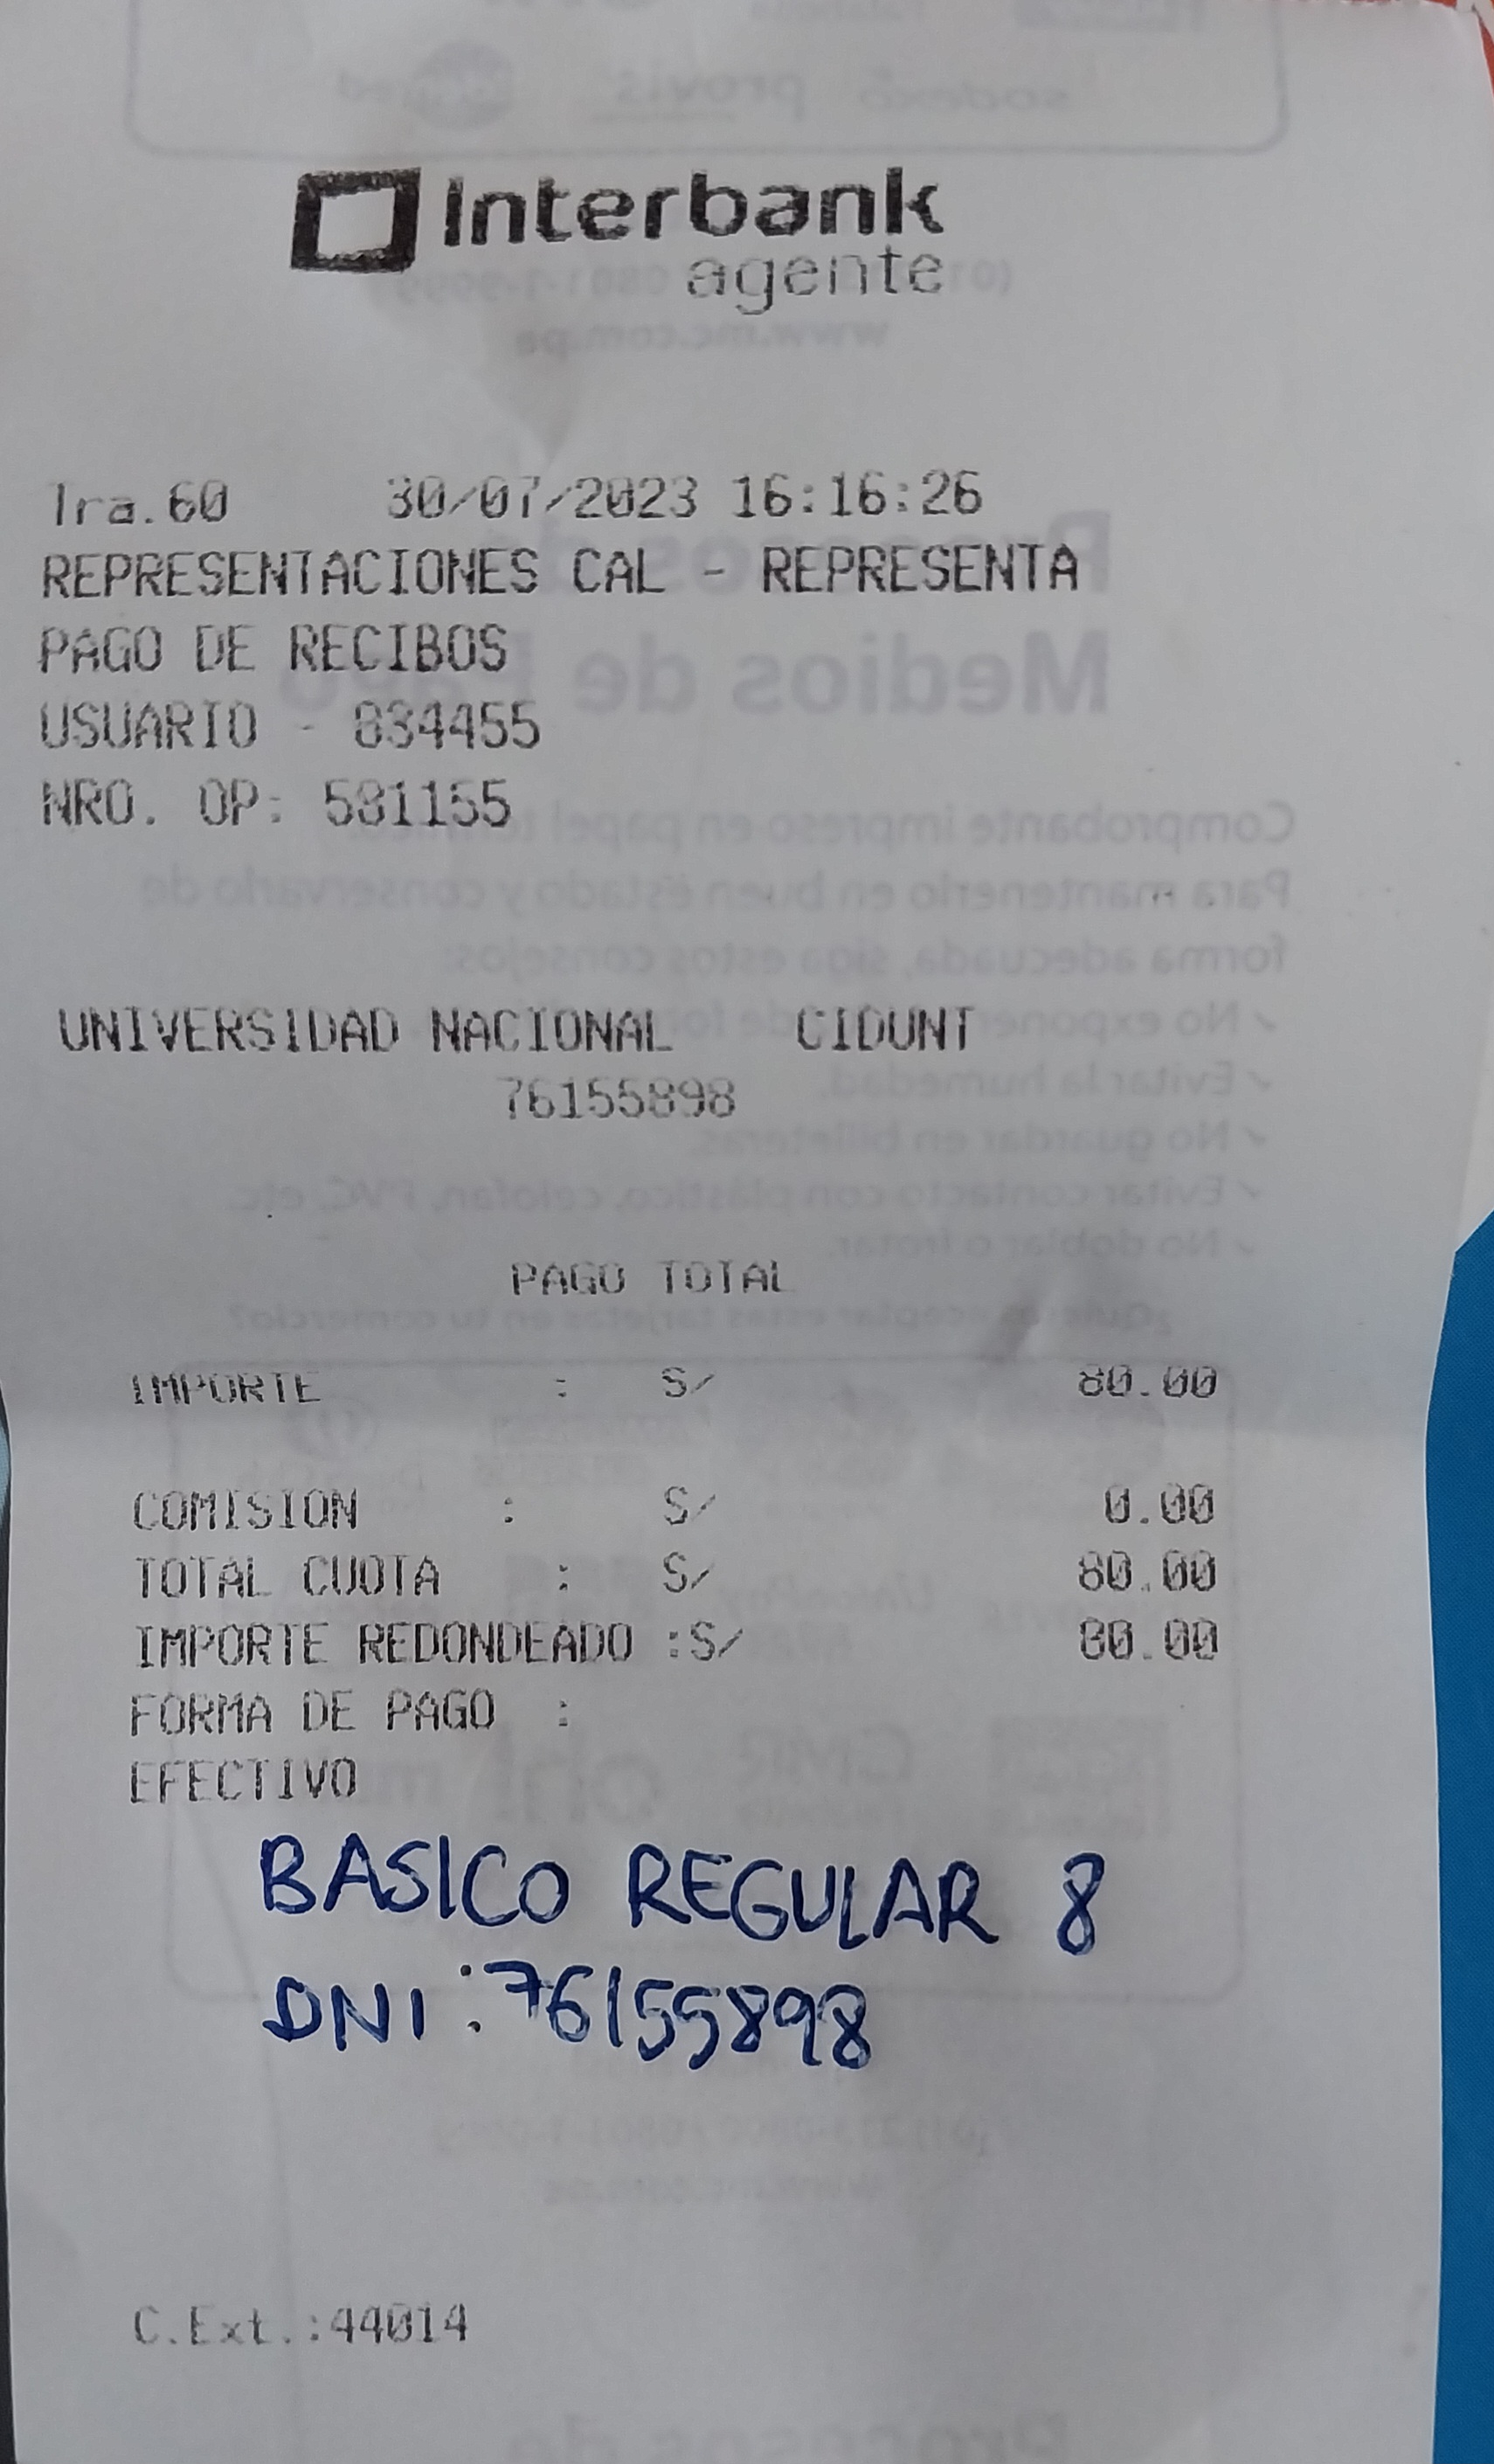 Interbank
agente
Tra.60 30/07/2023 16:16:26
REPRESENTACIONES CAL - REPRESENTA
PAGO DE RECIBOS
USUARIO - 834455
NRO. OP: 581155
UNIVERSIDAD NACIONAL CIDUNT
76155898
PAGO TOTAL
IMPORTE : S/ 80.00
COMISION : S/ 0.00
TOTAL CUOTA : S/ 80.00
IMPORTE REDONDEADO :S/ 80.00
FORMA DE PAGO :
EFECTIVO
BASICO REGULAR 8
DNI:76155898
C.Ext.:44014